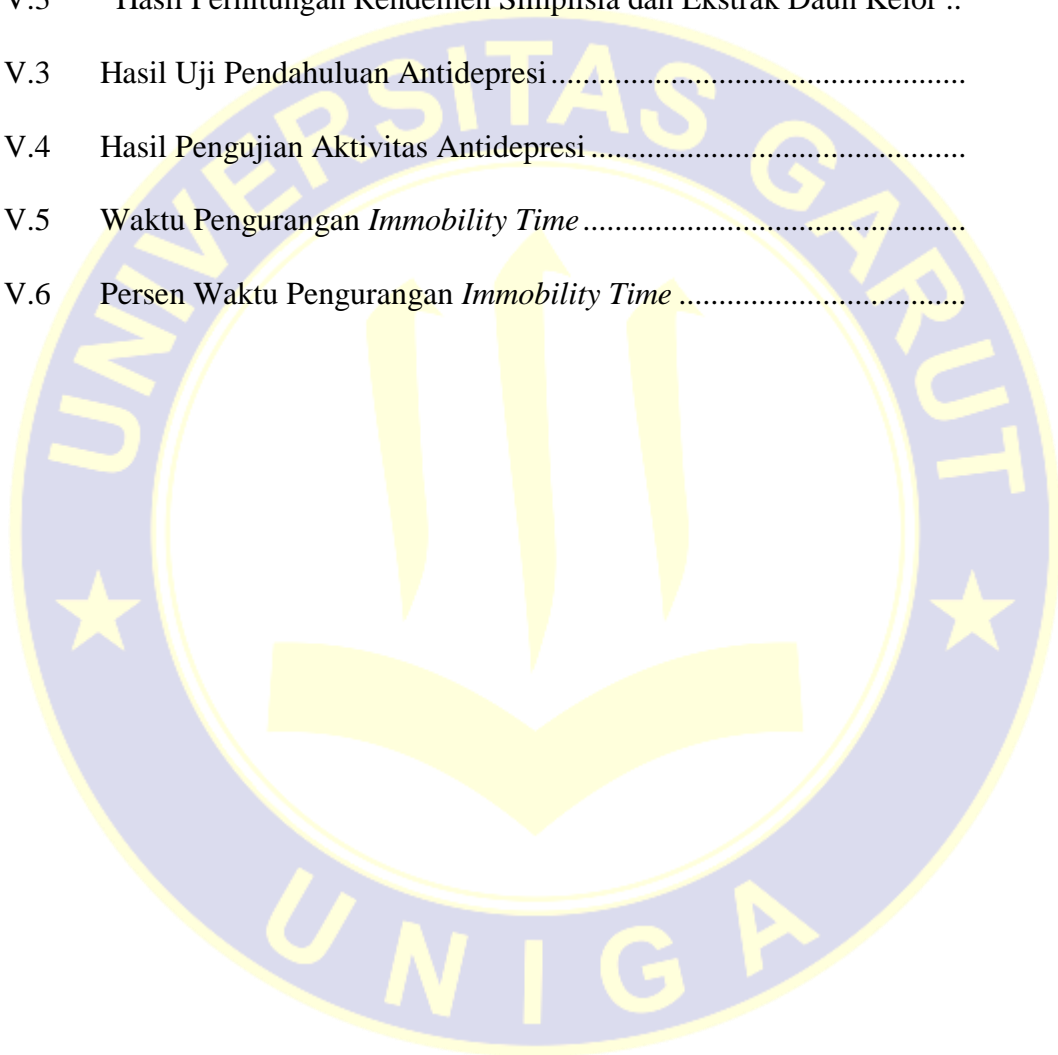 V.3 Hasil Perhitungan Rendemen Simplisia dan Ekstrak Daun Kelor ..
V.3 Hasil Uji Pendahuluan Antidepresi ..................................................
V.4 Hasil Pengujian Aktivitas Antidepresi .............................................
V.5 Waktu Pengurangan Immobility Time ..............................................
V.6 Persen Waktu Pengurangan Immobility Time ..................................
UNIVERSITAS GARUT
UNIGA